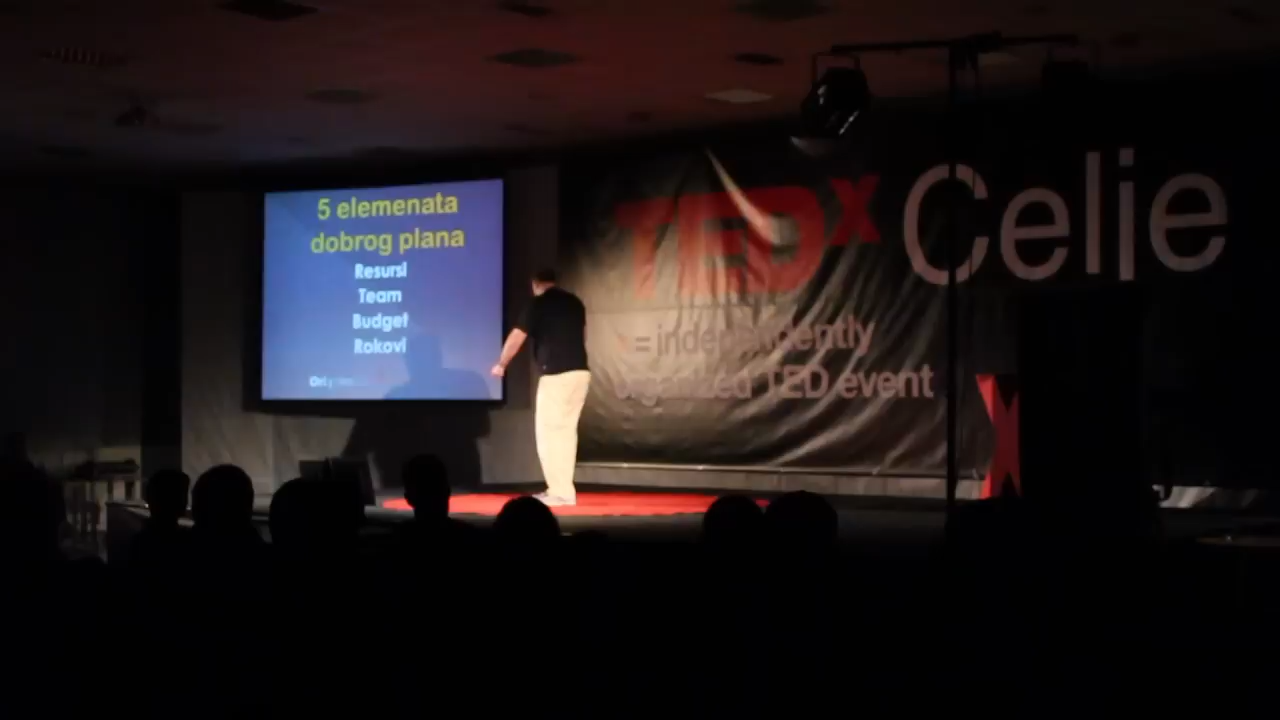 5 elemenata
dobrog plana
Resursi
Team
Budget
Rokovi
TEDx Celje
x = independently
organized TED event